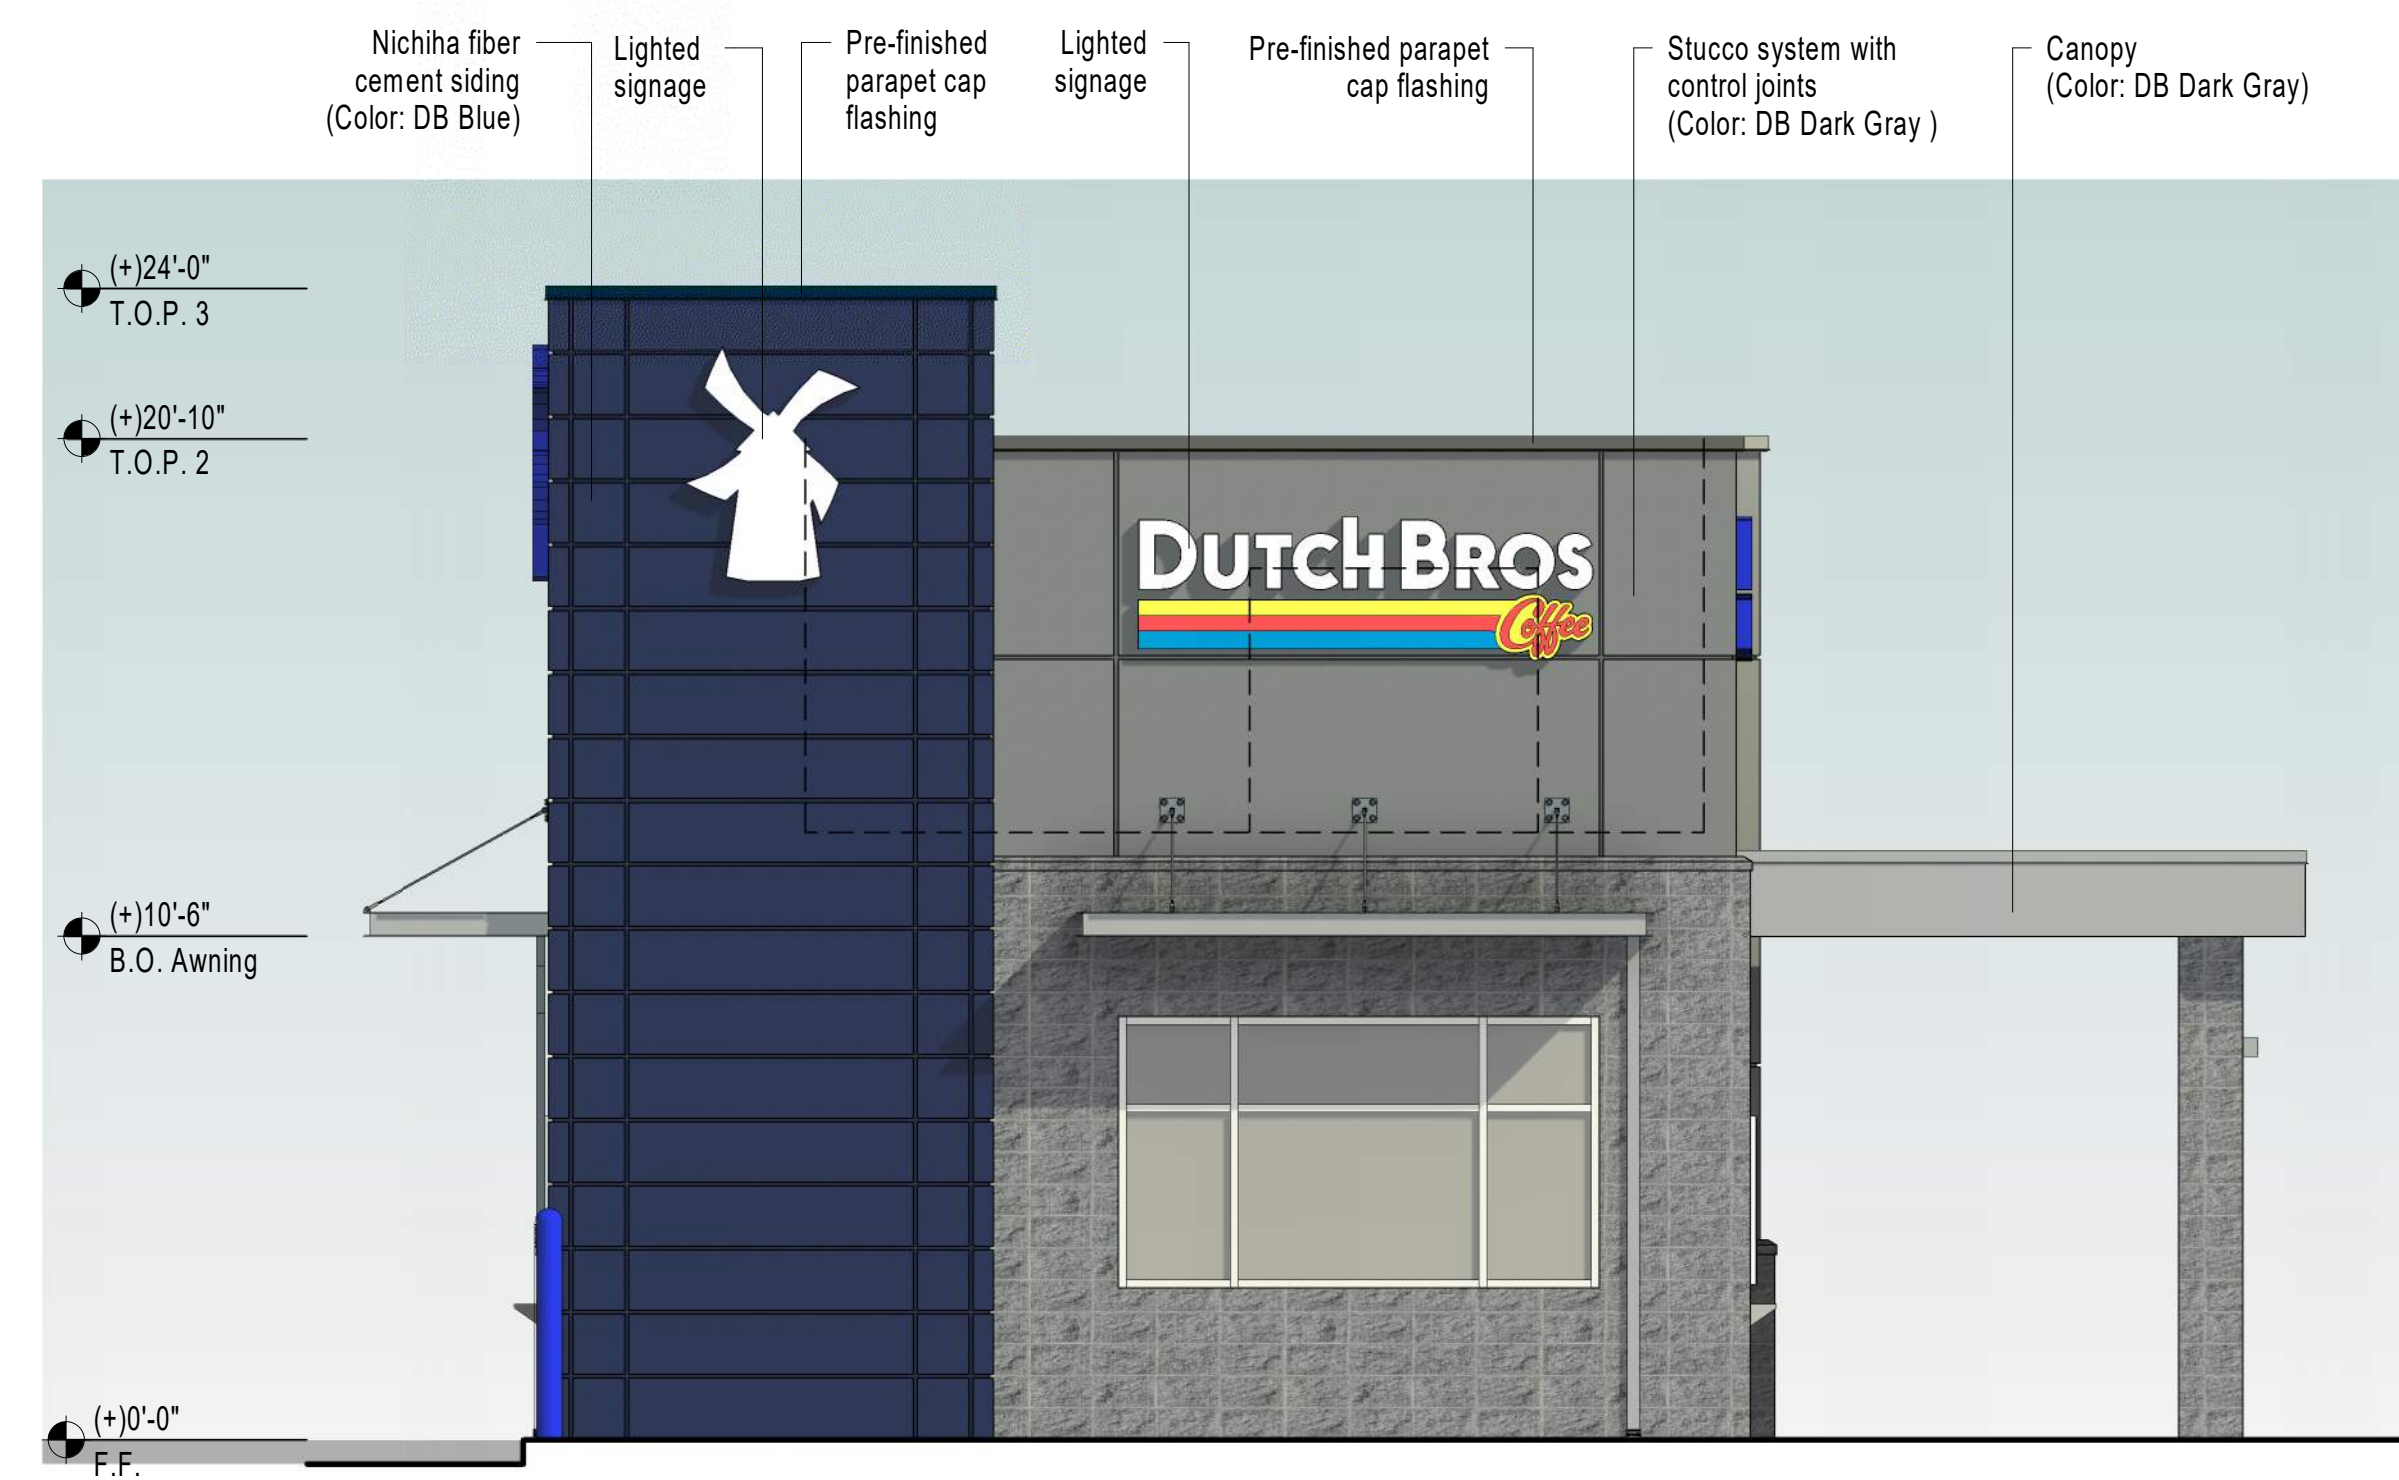 Nichiha fiber
cement siding
(Color: DB Blue)
Lighted
signage
Pre-finished
parapet cap
flashing
Lighted
signage
Pre-finished parapet
cap flashing
Stucco system with
control joints
(Color: DB Dark Gray )
Canopy
(Color: DB Dark Gray)
(+)24'-0"
T.O.P. 3
(+)20'-10"
T.O.P. 2
DUTCH BROS
Coffee
(+)10'-6"
B.O. Awning
(+)0'-0"
F.F.